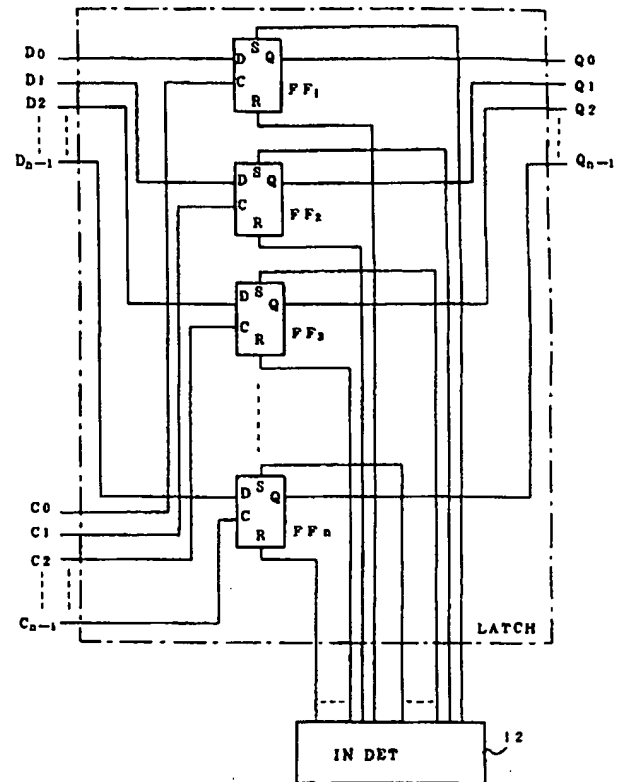 D0
D1
D2
Dn-1
C0
C1
C2
Cn-1
S
D
Q
C
R
FF1
S
D
Q
C
R
FF2
S
D
Q
C
R
FF3
S
D
Q
C
R
FFn
Q0
Q1
Q2
Qn-1
LATCH
IN DET
12